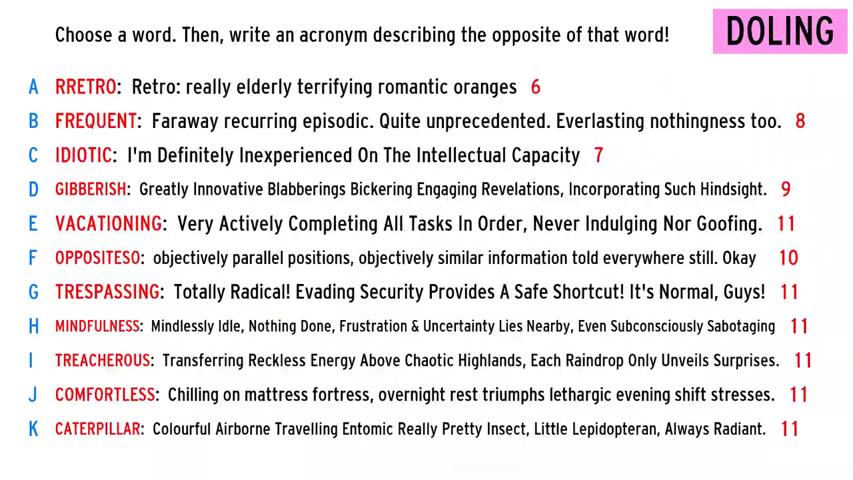 Choose a word. Then, write an acronym describing the opposite of that word!
DOLING
A RRETRO: Retro: really elderly terrifying romantic oranges 6
B FREQUENT: Faraway recurring episodic. Quite unprecedented. Everlasting nothingness too. 8
C IDIOTIC: I'm Definitely Inexperienced On The Intellectual Capacity 7
D GIBBERISH: Greatly Innovative Blabberings Bickering Engaging Revelations, Incorporating Such Hindsight. 9
E VACATIONING: Very Actively Completing All Tasks In Order, Never Indulging Nor Goofing. 11
F OPPOSITESO: objectively parallel positions, objectively similar information told everywhere still. Okay 10
G TRESPASSING: Totally Radical! Evading Security Provides A Safe Shortcut! It's Normal, Guys! 11
H MINDFULNESS: Mindlessly Idle, Nothing Done, Frustration & Uncertainty Lies Nearby, Even Subconsciously Sabotaging 11
I TREACHEROUS: Transferring Reckless Energy Above Chaotic Highlands, Each Raindrop Only Unveils Surprises. 11
J COMFORTLESS: Chilling on mattress fortress, overnight rest triumphs lethargic evening shift stresses. 11
K CATERPILLAR: Colourful Airborne Travelling Entomic Really Pretty Insect, Little Lepidopteran, Always Radiant. 11